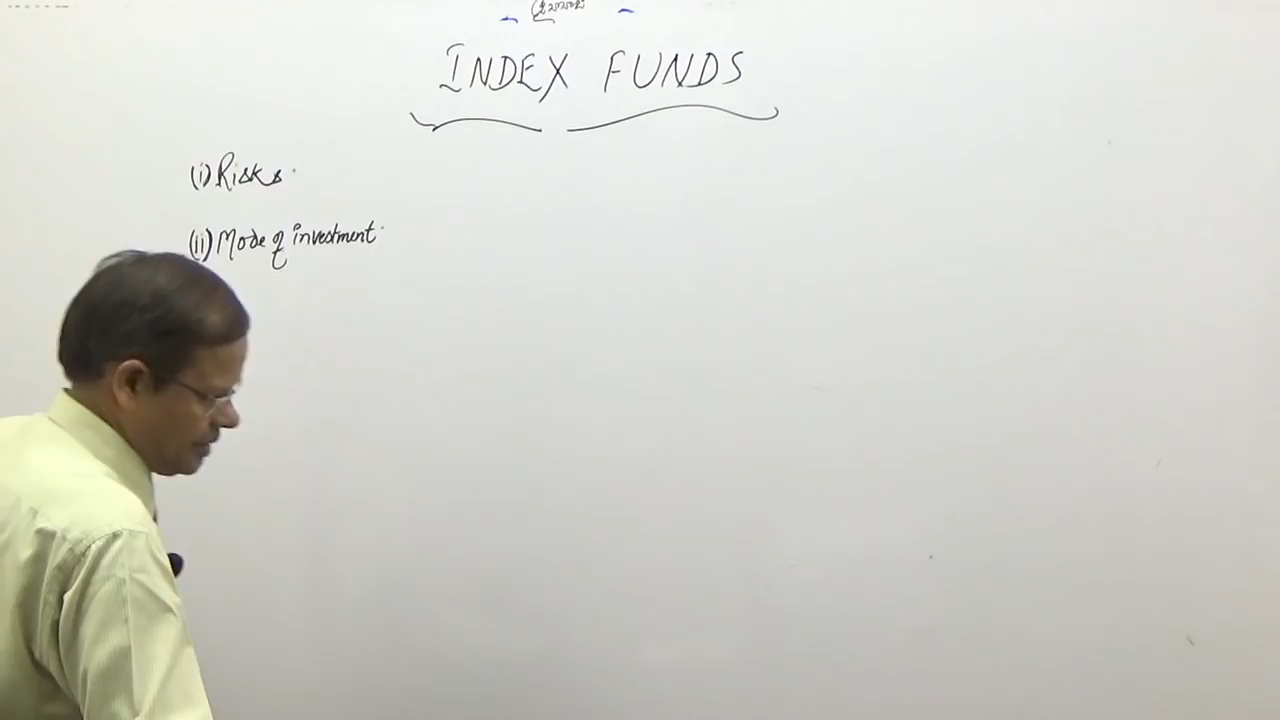 INDEX FUNDS
(i) Risks.
(ii) Mode of investment.